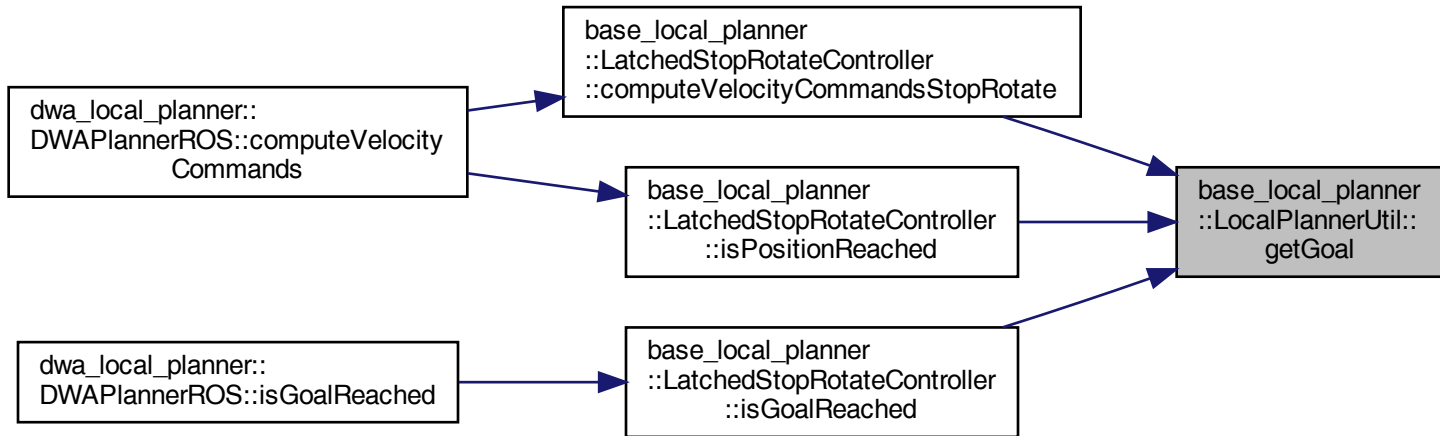 base_local_planner
::LatchedStopRotateController
::computeVelocityCommandsStopRotate
dwa_local_planner::
DWAPlannerROS::computeVelocity
Commands
base_local_planner
::LatchedStopRotateController
::isPositionReached
base_local_planner
::LocalPlannerUtil::
getGoal
dwa_local_planner::
DWAPlannerROS::isGoalReached
base_local_planner
::LatchedStopRotateController
::isGoalReached